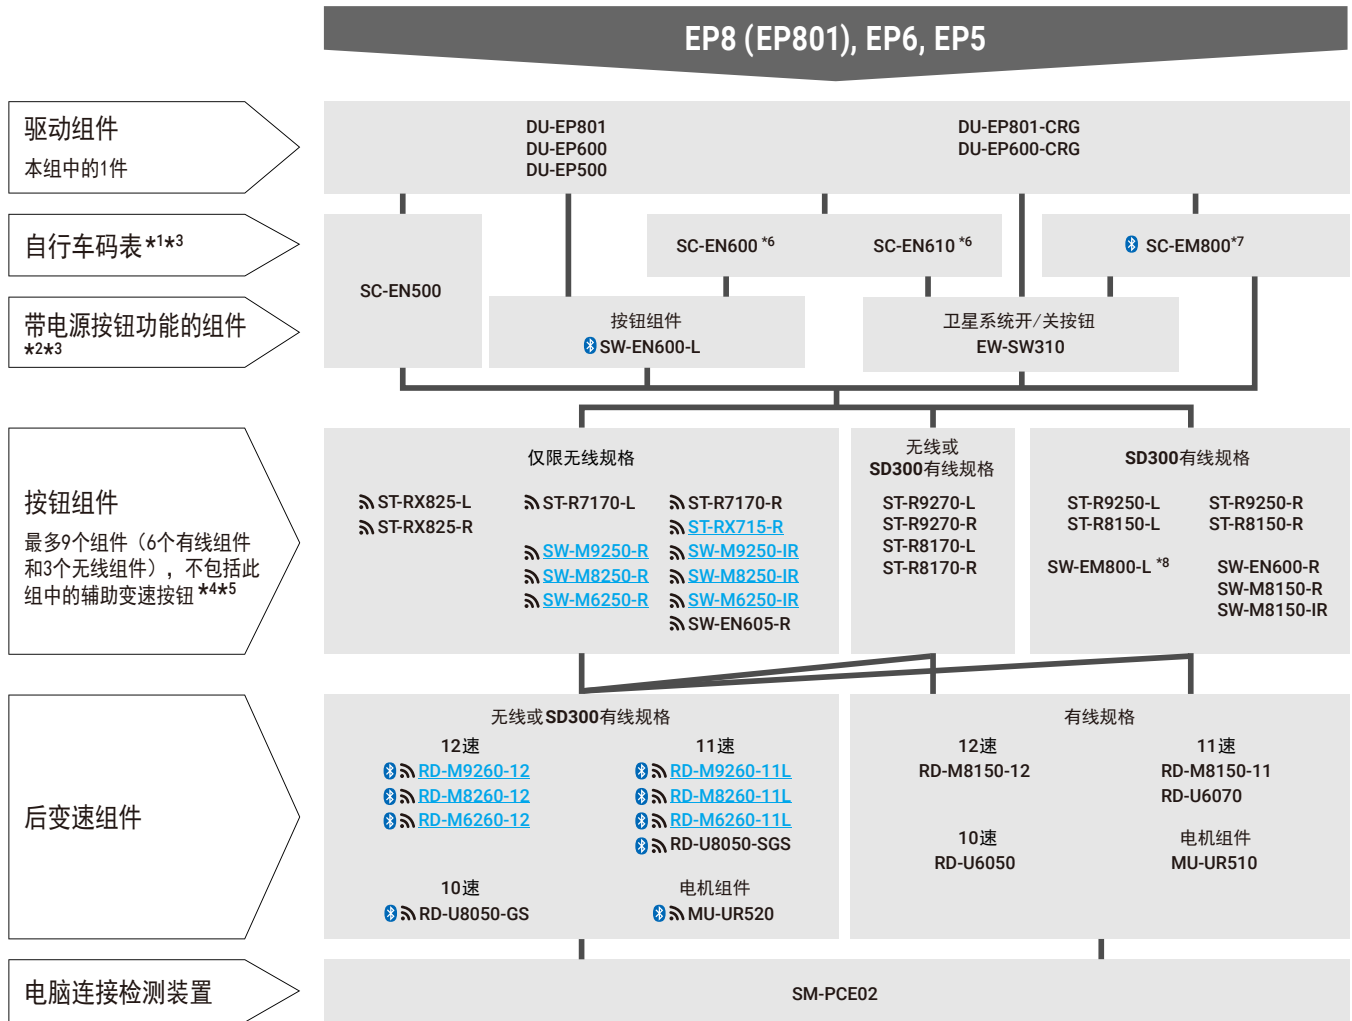 EP8 (EP801), EP6, EP5
驱动组件
本组中的1件
DU-EP801
DU-EP600
DU-EP500
DU-EP801-CRG
DU-EP600-CRG
自行车码表*1*3
SC-EN500
SC-EN600 *6
SC-EN610 *6
SC-EM800*7
带电源按钮功能的组件
*2*3
按钮组件
SW-EN600-L
卫星系统开/关按钮
EW-SW310
按钮组件
最多9个组件（6个有线组件
和3个无线组件），不包括此
组中的辅助变速按钮*4*5
仅限无线规格
ST-RX825-L
ST-RX825-R
ST-R7170-L
SW-M9250-R
SW-M8250-R
SW-M6250-R
ST-R7170-R
ST-RX715-R
SW-M9250-IR
SW-M8250-IR
SW-M6250-IR
SW-EN605-R
无线或
SD300有线规格
ST-R9270-L
ST-R9270-R
ST-R8170-L
ST-R8170-R
SD300有线规格
ST-R9250-L
ST-R8150-L
SW-EM800-L *8
ST-R9250-R
ST-R8150-R
SW-EN600-R
SW-M8150-R
SW-M8150-IR
后变速组件
无线或SD300有线规格
12速
RD-M9260-12
RD-M8260-12
RD-M6260-12
11速
RD-M9260-11L
RD-M8260-11L
RD-M6260-11L
RD-U8050-SGS
10速
RD-U8050-GS
电机组件
MU-UR520
有线规格
12速
RD-M8150-12
11速
RD-M8150-11
RD-U6070
10速
RD-U6050
电机组件
MU-UR510
电脑连接检测装置
SM-PCE02